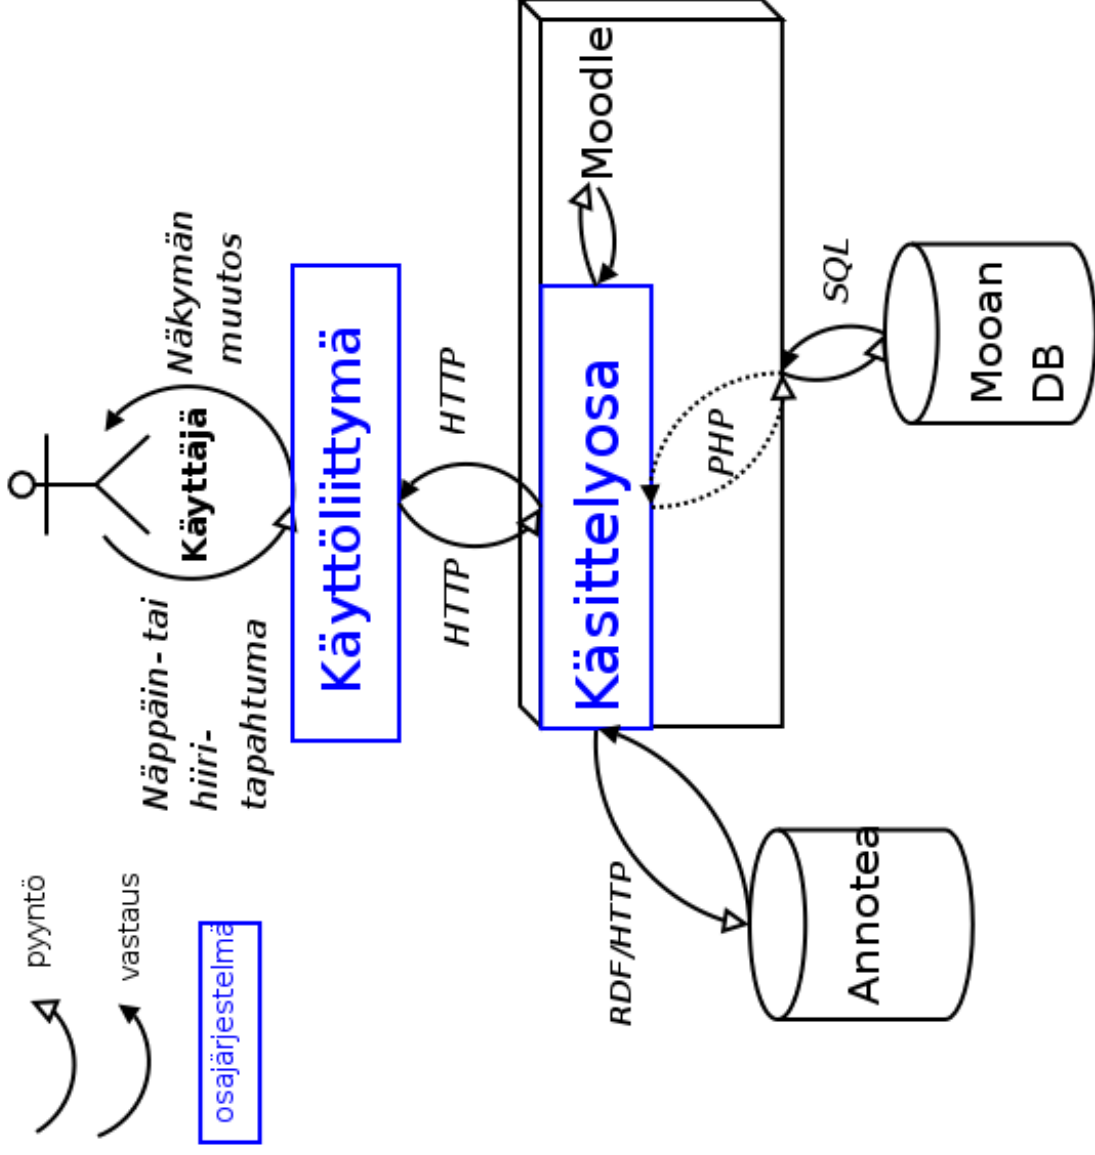 pyyntö
vastaus
osajärjestelmä
Näppäin- tai
hiiri-
tapahtuma
Käyttäjä
Näkymän
muutos
Käyttöliittymä
HTTP
HTTP
Käsittelyosa
Moodle
PHP
SQL
RDF/HTTP
Annotea
Mooan
DB